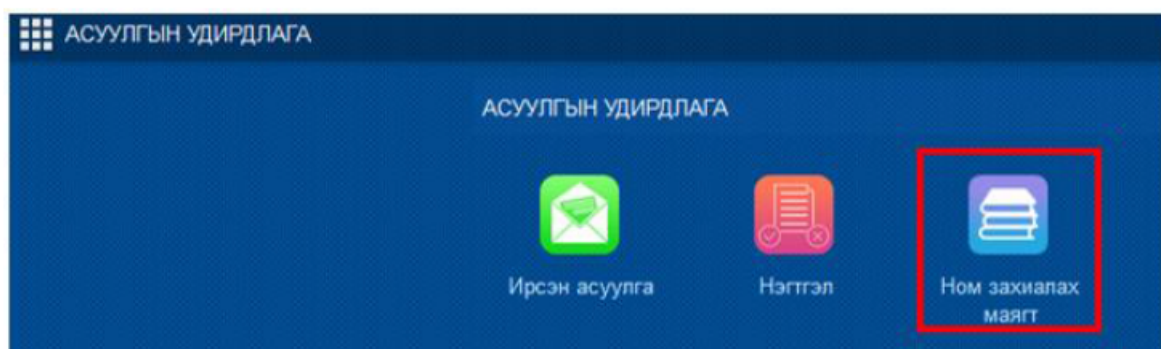 АСУУЛГЫН УДИРДЛАГА
АСУУЛГЫН УДИРДЛАГА
Ирсэн асуулга
Нэгтгэл
Ном захиалах
маягт